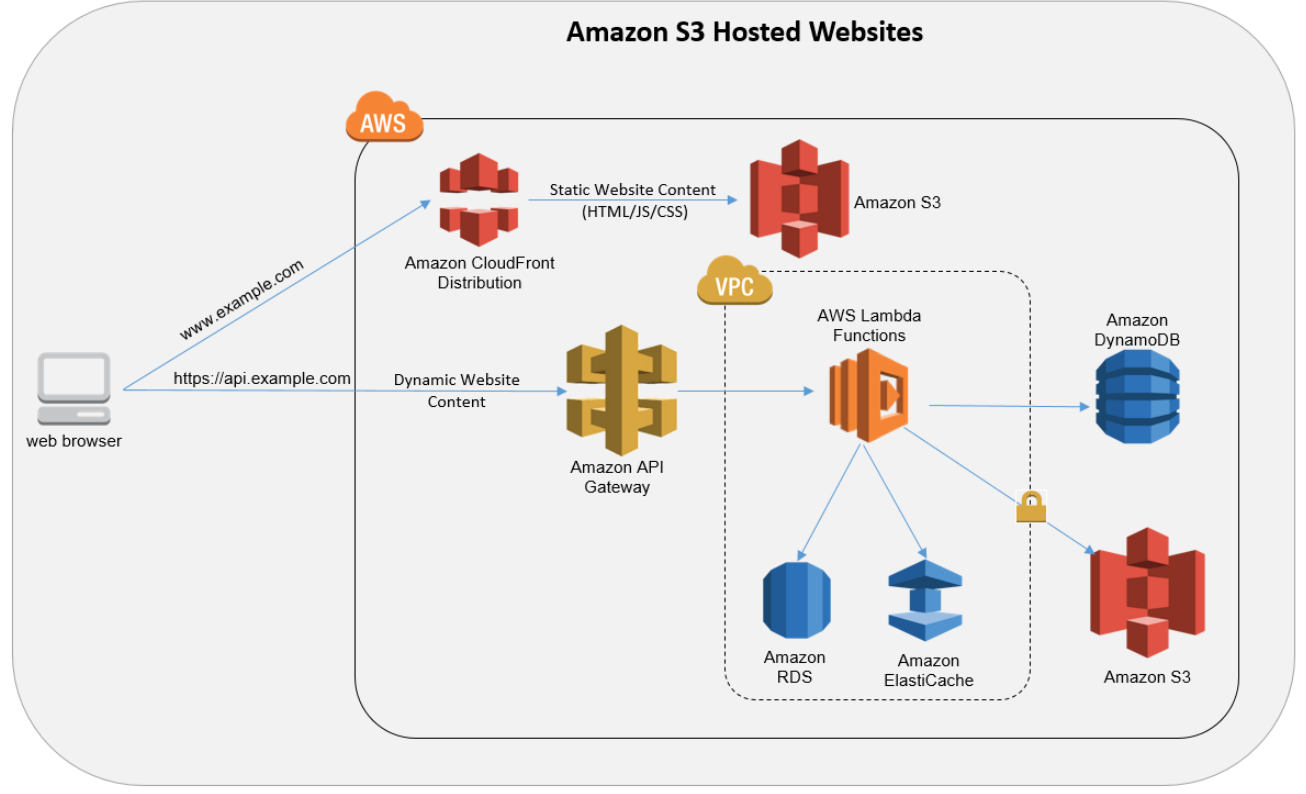 Amazon S3 Hosted Websites
AWS
Static Website Content
(HTML/JS/CSS)
Amazon S3
Amazon CloudFront
Distribution
www.example.com
VPC
AWS Lambda
Functions
Amazon
DynamoDB
https://api.example.com
Dynamic Website
Content
web browser
Amazon API
Gateway
Amazon
RDS
Amazon
ElastiCache
Amazon S3